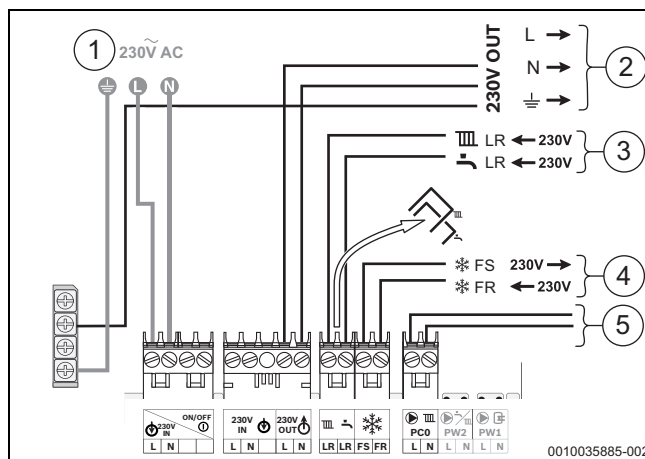 1 230V AC
L N
230V OUT
L
N
2
LR 230V
LR 230V
3
FS 230V
FR 230V
4
5
230V IN ON/OFF
L N
230V IN 230V OUT
L N L N
LR LR FS FR
PC0 PW2 PW1
L N L N L N
0010035885-002